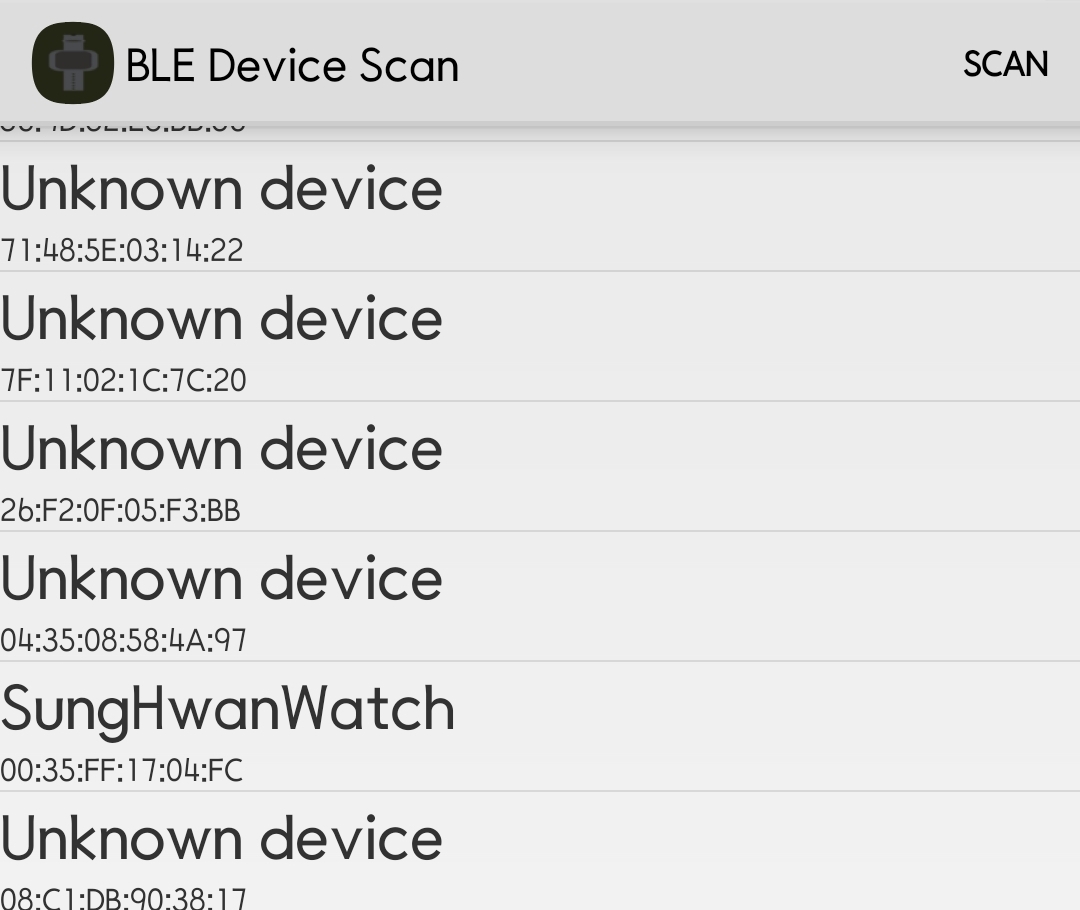 BLE Device Scan
SCAN
Unknown device
71:48:5E:03:14:22
Unknown device
7F:11:02:1C:7C:20
Unknown device
26:F2:0F:05:F3:BB
Unknown device
04:35:08:58:4A:97
SungHwanWatch
00:35:FF:17:04:FC
Unknown device
08:C1:DB:90:38:17